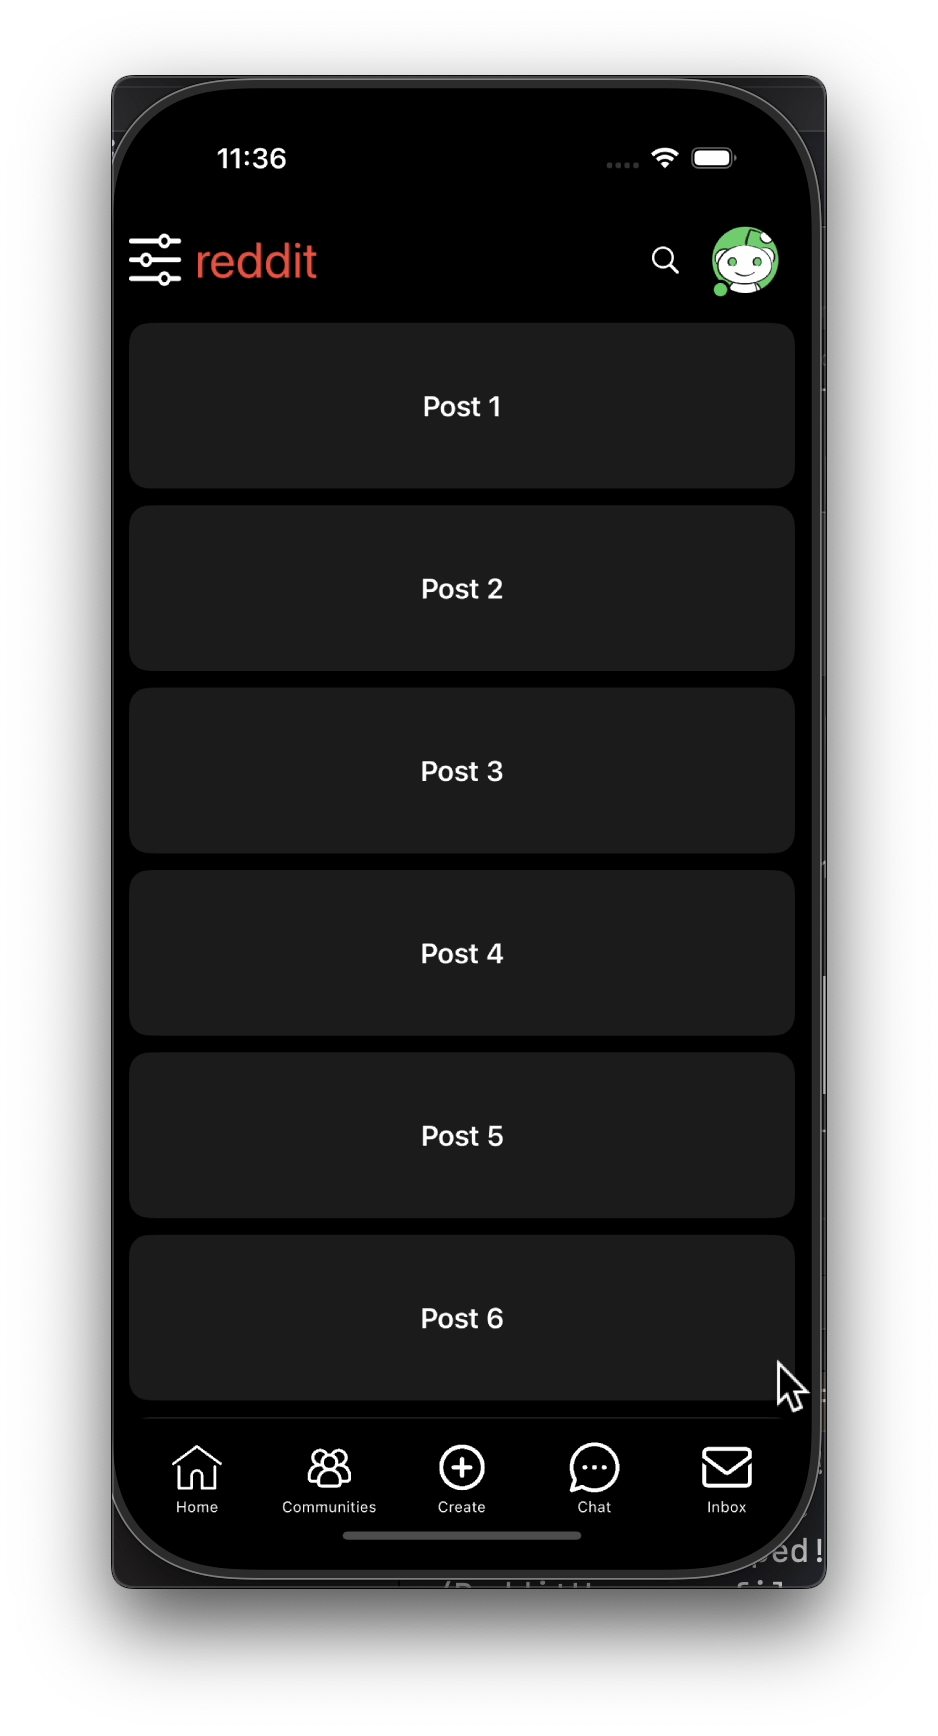 11:36
reddit
Post 1
Post 2
Post 3
Post 4
Post 5
Post 6
Home
Communities
Create
Chat
Inbox